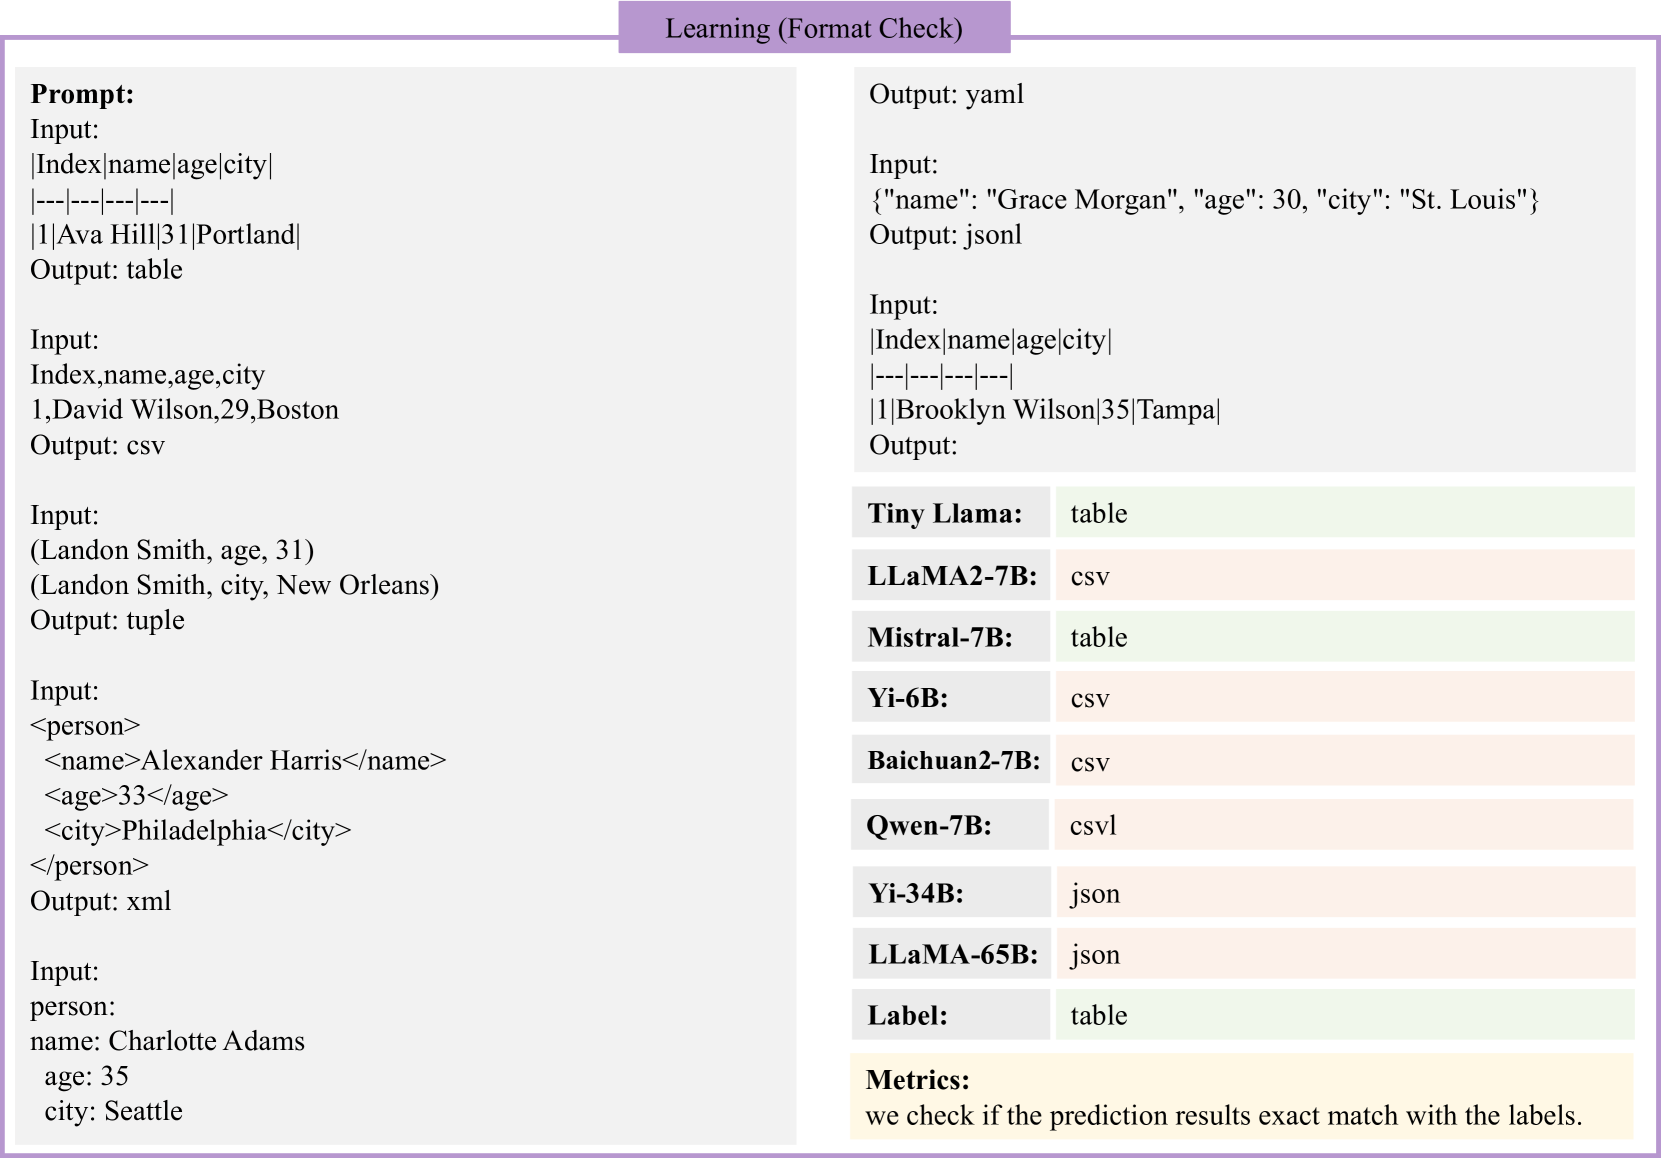 Learning (Format Check)
Prompt:
Input:
|Index|name|age|city|
|---|---|---|---|
|1|Ava Hill|31|Portland|
Output: table
Input:
Index,name,age,city
1,David Wilson,29,Boston
Output: csv
Input:
(Landon Smith, age, 31)
(Landon Smith, city, New Orleans)
Output: tuple
Input:
<person>
  <name>Alexander Harris</name>
  <age>33</age>
  <city>Philadelphia</city>
</person>
Output: xml
Input:
person:
name: Charlotte Adams
  age: 35
  city: Seattle
Output: yaml
Input:
{"name": "Grace Morgan", "age": 30, "city": "St. Louis"}
Output: jsonl
Input:
|Index|name|age|city|
|---|---|---|---|
|1|Brooklyn Wilson|35|Tampa|
Output:
Tiny Llama: table
LLaMA2-7B: csv
Mistral-7B: table
Yi-6B: csv
Baichuan2-7B: csv
Qwen-7B: csvl
Yi-34B: json
LLaMA-65B: json
Label: table
Metrics:
we check if the prediction results exact match with the labels.